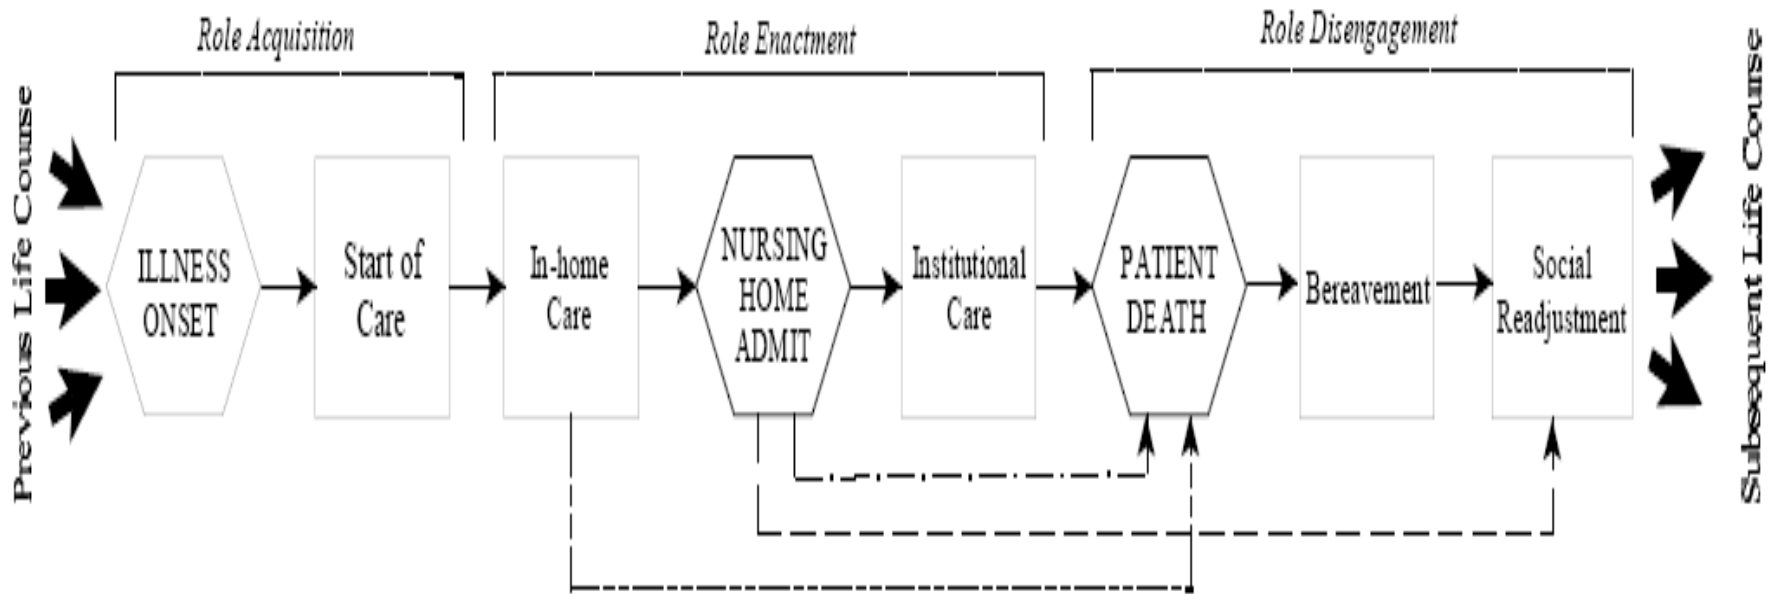 Role Acquisition
Role Enactment
Role Disengagement
Previous Life Course
ILLNESS
ONSET
Start of
Care
In-home
Care
NURSING
HOME
ADMIT
Institutional
Care
PATIENT
DEATH
Bereavement
Social
Readjustment
Subsequent Life Course